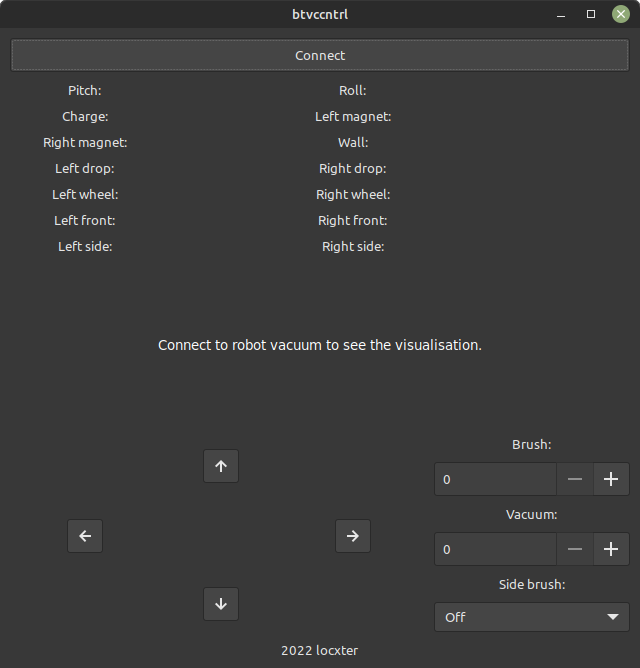 btvccntrl
Connect
Pitch: Roll:
Charge: Left magnet:
Right magnet: Wall:
Left drop: Right drop:
Left wheel: Right wheel:
Left front: Right front:
Left side: Right side:
Connect to robot vacuum to see the visualisation.
Brush:
0
Vacuum:
0
Side brush:
Off
2022 locxter